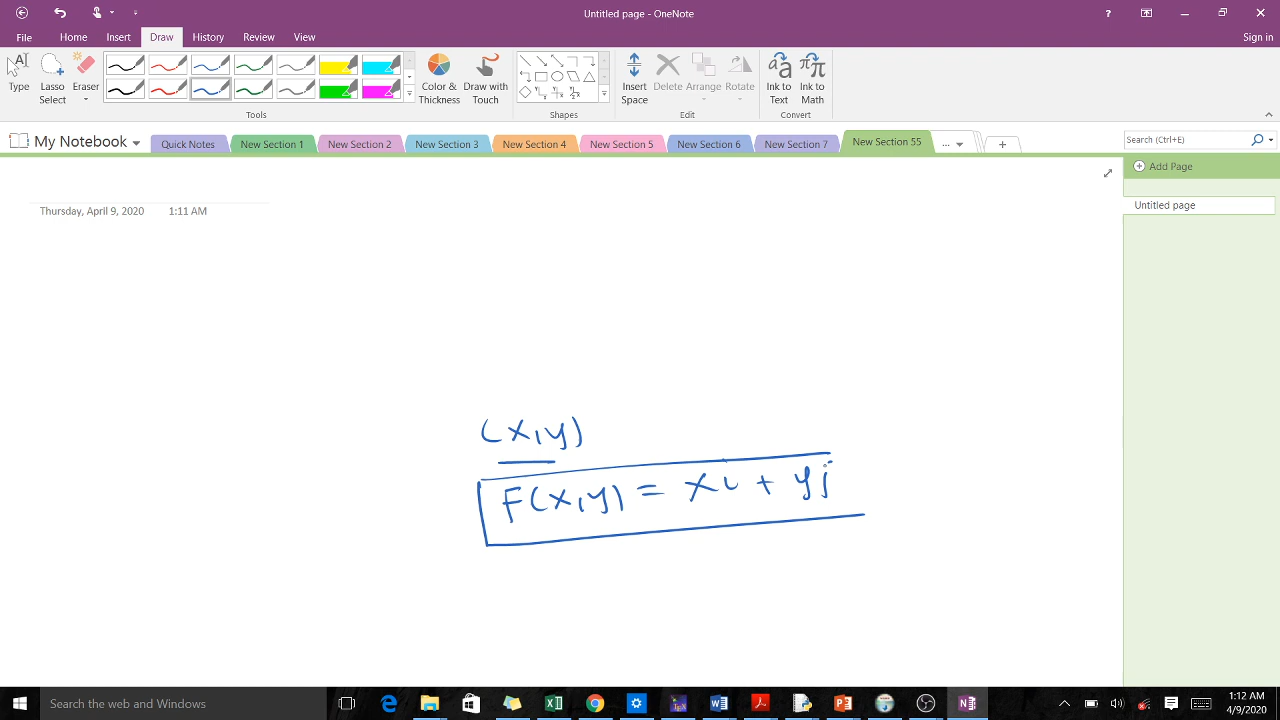 Untitled page - OneNote
?
File Home Insert Draw History Review View
Sign in
Type Lasso Select Eraser
Color & Thickness Draw with Touch
Insert Space Delete Arrange Rotate
Ink to Text Ink to Math
Tools Shapes Edit Convert
My Notebook Quick Notes New Section 1 New Section 2 New Section 3 New Section 4 New Section 5 New Section 6 New Section 7 New Section 55 ... +
Search (Ctrl+E)
Add Page
Untitled page
Thursday, April 9, 2020 1:11 AM
(x,y)
F(x,y) = xi + yj
Search the web and Windows
1:12 AM
4/9/2020